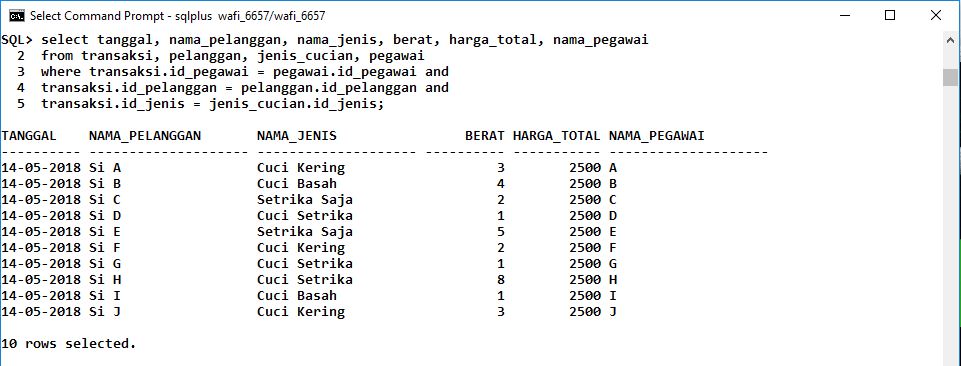 Select Command Prompt - sqlplus wafi_6657/wafi_6657
SQL> select tanggal, nama_pelanggan, nama_jenis, berat, harga_total, nama_pegawai
2 from transaksi, pelanggan, jenis_cucian, pegawai
3 where transaksi.id_pegawai = pegawai.id_pegawai and
4 transaksi.id_pelanggan = pelanggan.id_pelanggan and
5 transaksi.id_jenis = jenis_cucian.id_jenis;
TANGGAL NAMA_PELANGGAN NAMA_JENIS BERAT HARGA_TOTAL NAMA_PEGAWAI
---------- -------------------- -------------------- ---------- ----------- --------------------
14-05-2018 Si A Cuci Kering 3 2500 A
14-05-2018 Si B Cuci Basah 4 2500 B
14-05-2018 Si C Setrika Saja 2 2500 C
14-05-2018 Si D Cuci Setrika 1 2500 D
14-05-2018 Si E Setrika Saja 5 2500 E
14-05-2018 Si F Cuci Kering 2 2500 F
14-05-2018 Si G Cuci Setrika 1 2500 G
14-05-2018 Si H Cuci Setrika 8 2500 H
14-05-2018 Si I Cuci Basah 1 2500 I
14-05-2018 Si J Cuci Kering 3 2500 J
10 rows selected.